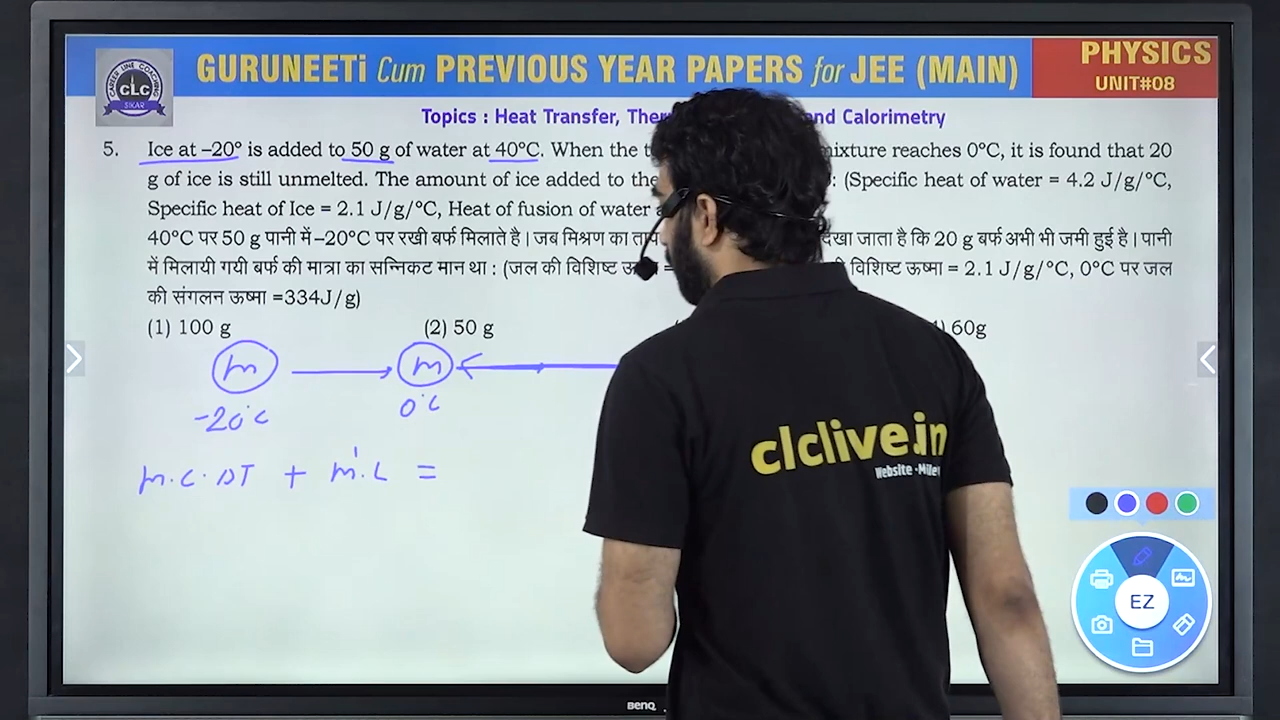 CAREER LINE COACHING
CLC
SIKAR
GURUNEETi Cum PREVIOUS YEAR PAPERS for JEE (MAIN)
PHYSICS
UNIT#08
Topics : Heat Transfer, Ther nd Calorimetry
5. Ice at –20° is added to 50 g of water at 40°C. When the t mixture reaches 0°C, it is found that 20
g of ice is still unmelted. The amount of ice added to the : (Specific heat of water = 4.2 J/g/°C,
Specific heat of Ice = 2.1 J/g/°C, Heat of fusion of water
40°C पर 50 g पानी में –20°C पर रखी बर्फ मिलाते है। जब मिश्रण का देखा जाता है कि 20 g बर्फ अभी भी जमी हुई है। पानी
में मिलायी गयी बर्फ की मात्रा का सन्निकट मान था : (जल की विशिष्ट = विशिष्ट ऊष्मा = 2.1 J/g/°C, 0°C पर जल
की संगलन ऊष्मा =334J/g)
(1) 100 g (2) 50 g ) 60g
m m
-20°C 0°C
m.C.ΔT + m'.L =
clclive.in
Website
EZ
BenQ